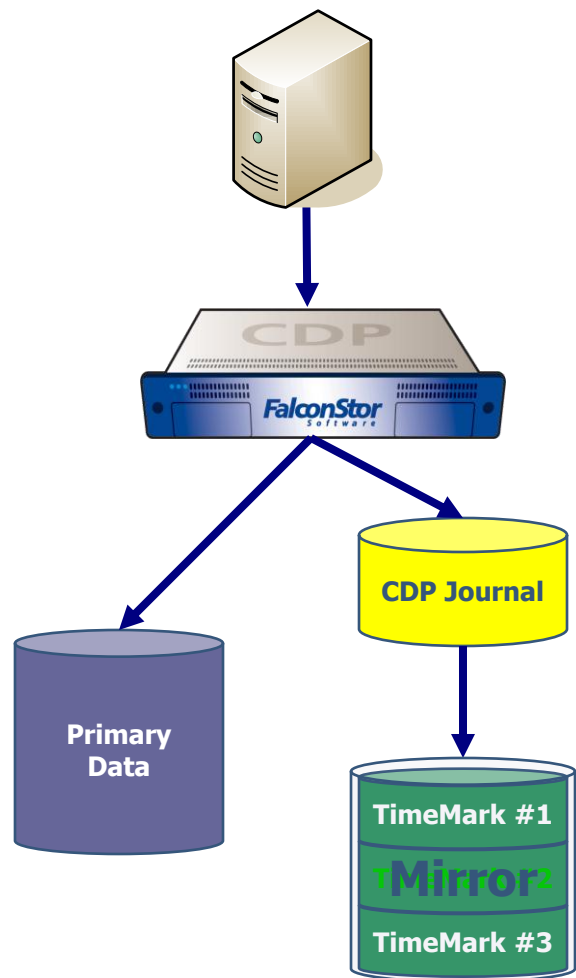 CDP
FalconStor
Software
CDP Journal
Primary
Data
TimeMark #1
Mirror
TimeMark #3